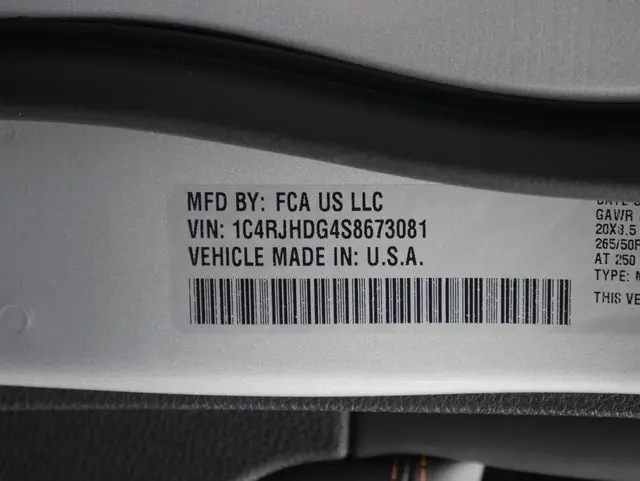 MFD BY: FCA US LLC
VIN: 1C4RJHDG4S8673081
VEHICLE MADE IN: U.S.A.
GAWR
20X8.5
265/50R
AT 250
TYPE:
THIS VE